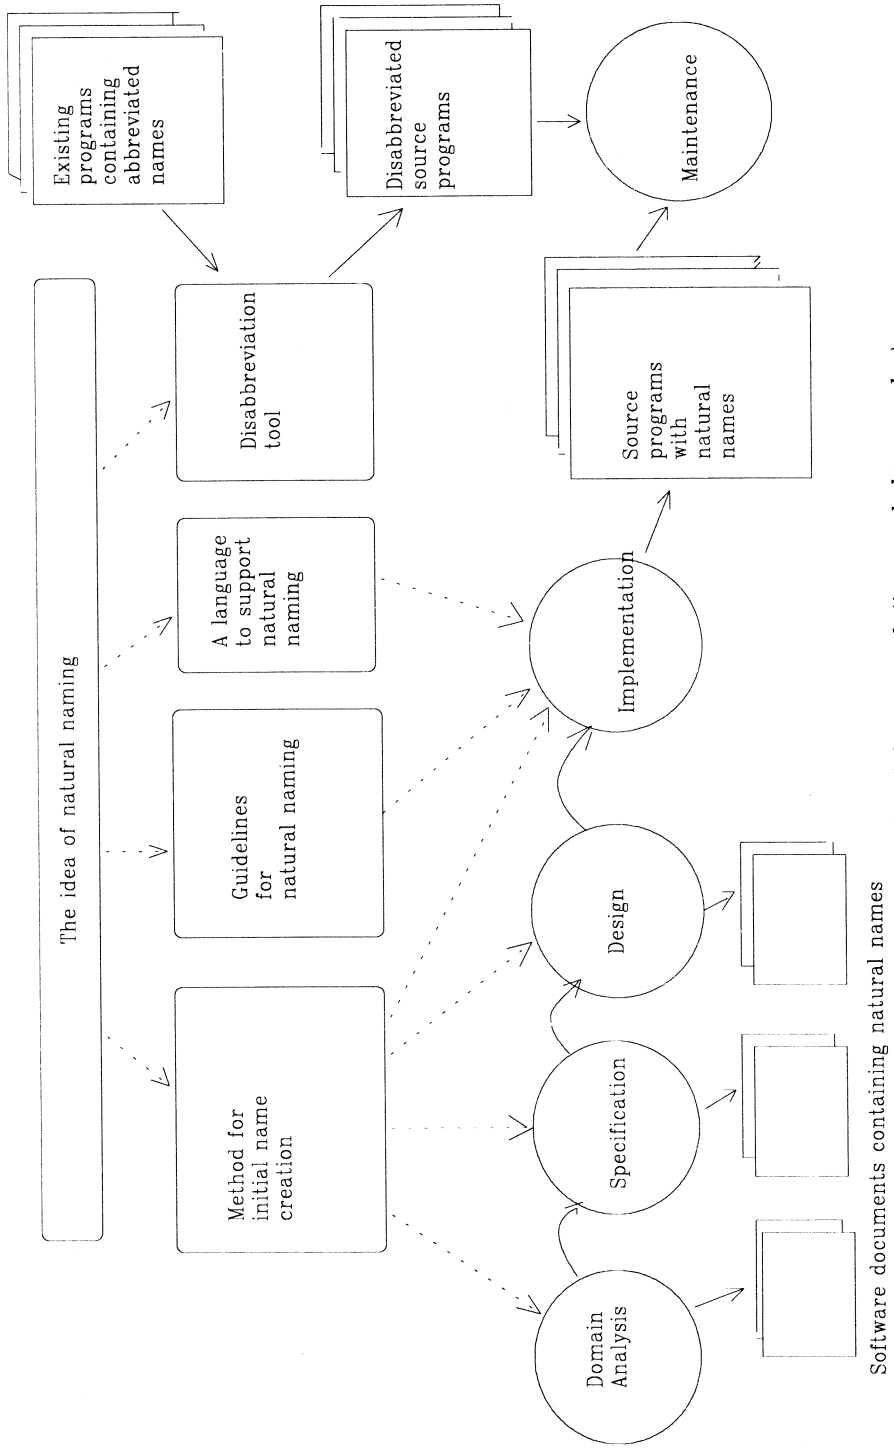 The idea of natural naming
Existing
programs
containing
abbreviated
names
Method for
initial name
creation
Guidelines
for
natural naming
A language
to support
natural
naming
Disabbreviation
tool
Disabbreviated
source
programs
Domain
Analysis
Specification
Design
Implementation
Source
programs
with
natural
names
Maintenance
Software documents containing natural names